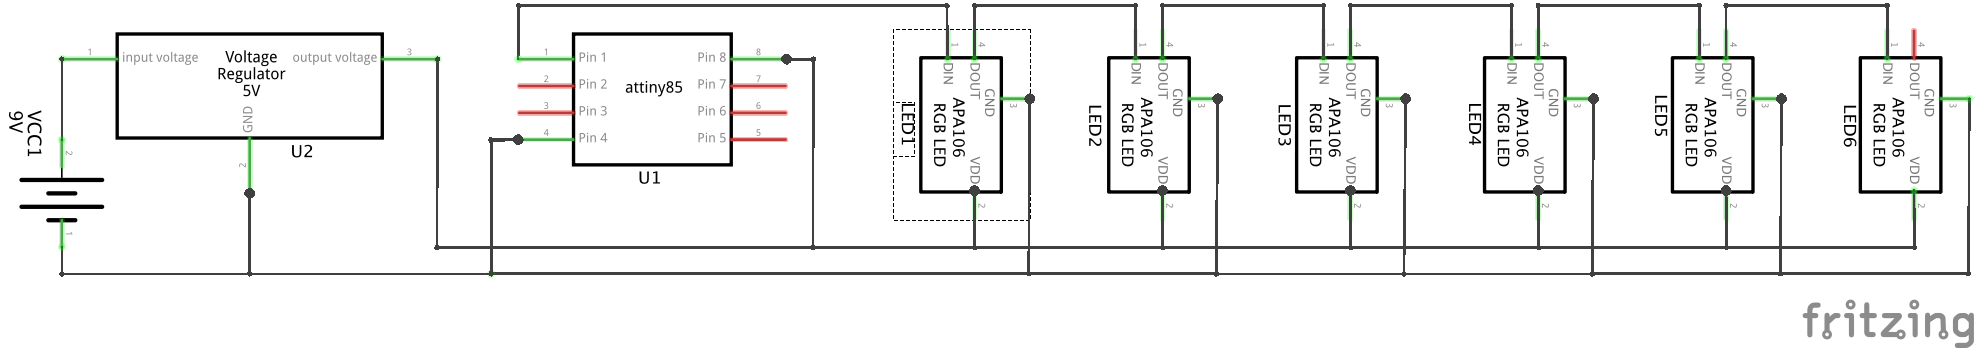 VCC1
9V
2
1
1
input voltage
Voltage
Regulator
5V
output voltage
3
GND
2
U2
1
Pin 1
2
Pin 2
3
Pin 3
4
Pin 4
attiny85
Pin 8
8
Pin 7
7
Pin 6
6
Pin 5
5
U1
LED1
1
4
DIN
DOUT
GND
3
APA106
RGB LED
VDD
2
LED2
1
4
DIN
DOUT
GND
3
APA106
RGB LED
VDD
2
LED3
1
4
DIN
DOUT
GND
3
APA106
RGB LED
VDD
2
LED4
1
4
DIN
DOUT
GND
3
APA106
RGB LED
VDD
2
LED5
1
4
DIN
DOUT
GND
3
APA106
RGB LED
VDD
2
LED6
1
4
DIN
DOUT
GND
3
APA106
RGB LED
VDD
2
fritzing